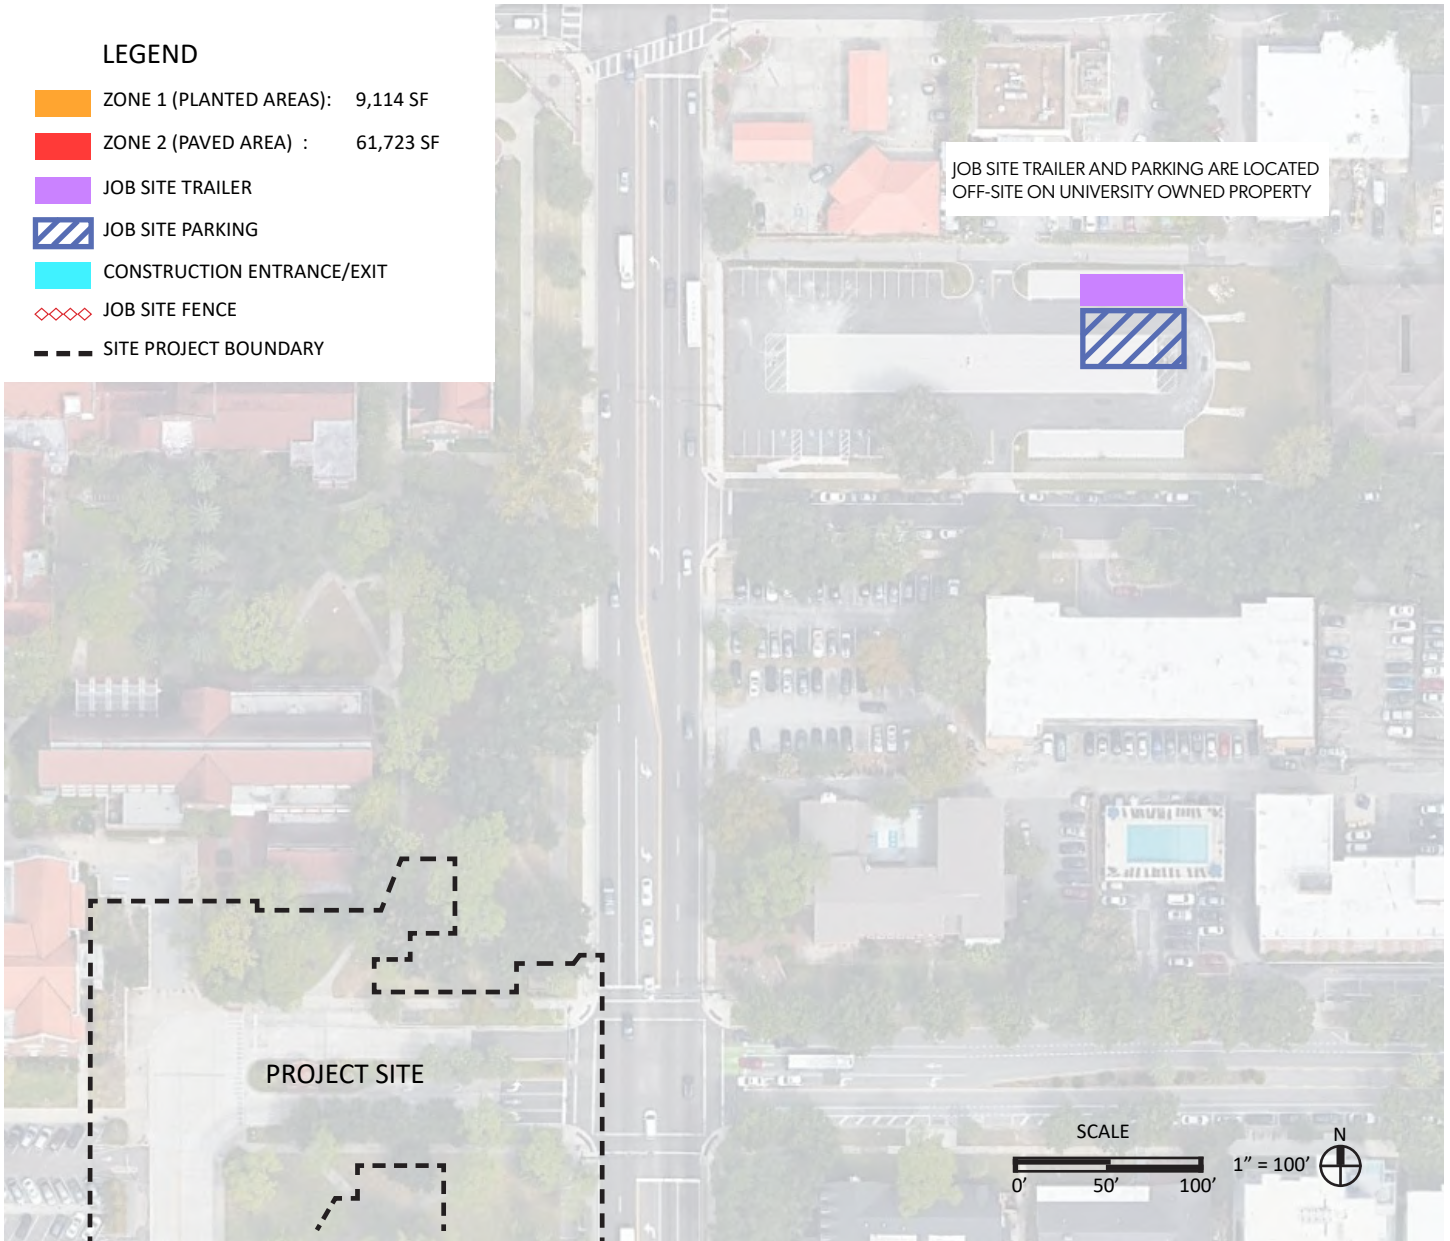 LEGEND
ZONE 1 (PLANTED AREAS): 9,114 SF
ZONE 2 (PAVED AREA) : 61,723 SF
JOB SITE TRAILER
JOB SITE PARKING
CONSTRUCTION ENTRANCE/EXIT
JOB SITE FENCE
SITE PROJECT BOUNDARY
JOB SITE TRAILER AND PARKING ARE LOCATED
OFF-SITE ON UNIVERSITY OWNED PROPERTY
PROJECT SITE
SCALE
0’ 50’ 100’
1” = 100’
N